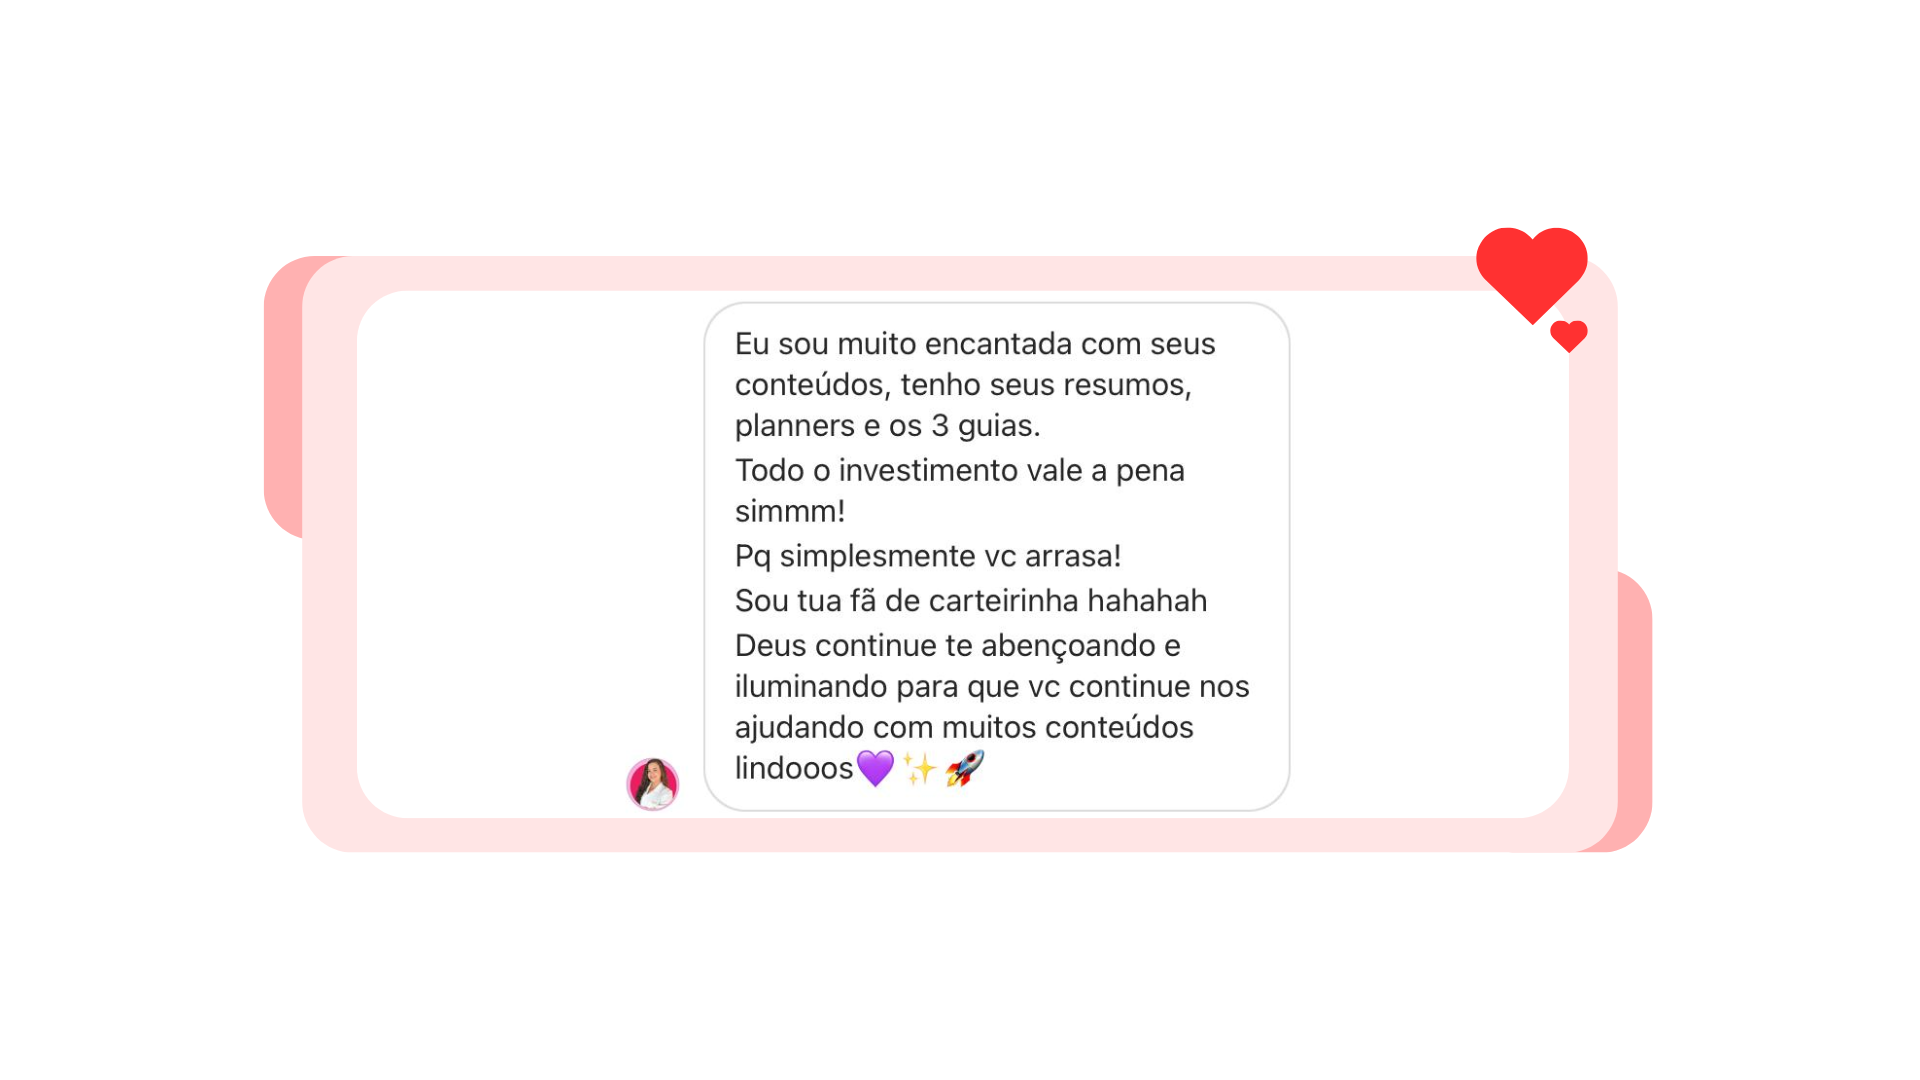 Eu sou muito encantada com seus
conteúdos, tenho seus resumos,
planners e os 3 guias.
Todo o investimento vale a pena
simmm!
Pq simplesmente vc arrasa!
Sou tua fã de carteirinha hahahah
Deus continue te abençoando e
iluminando para que vc continue nos
ajudando com muitos conteúdos
lindooos💜✨🚀